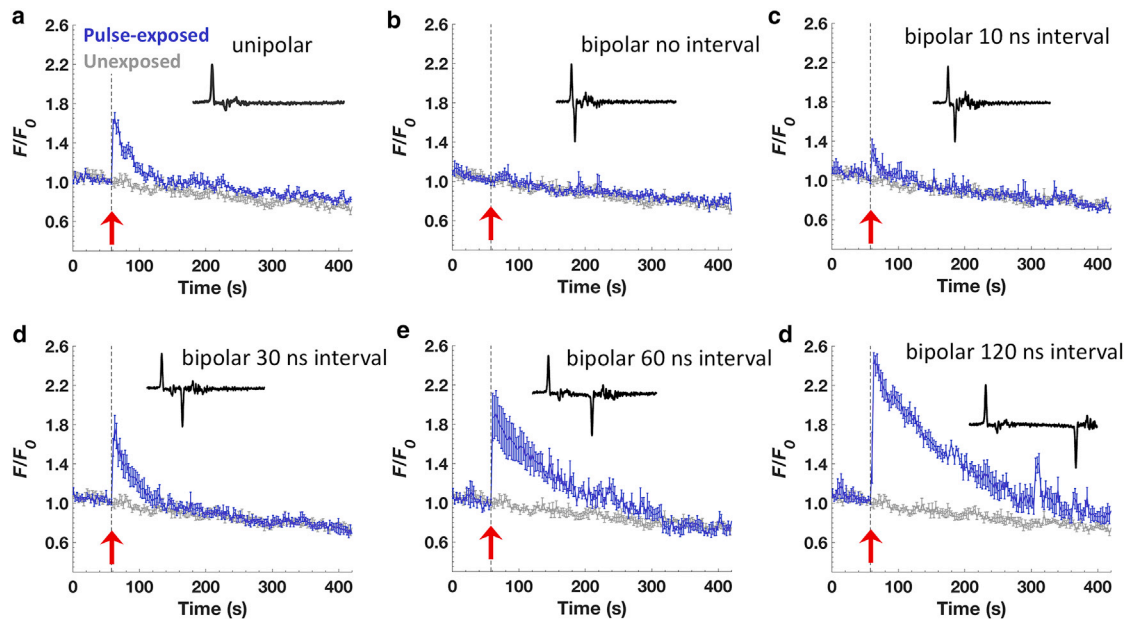 a
Pulse-exposed
Unexposed
unipolar
2.6
2.2
1.8
1.4
1.0
0.6
F/F0
0 100 200 300 400
Time (s)
b
bipolar no interval
2.6
2.2
1.8
1.4
1.0
0.6
F/F0
0 100 200 300 400
Time (s)
c
bipolar 10 ns interval
2.6
2.2
1.8
1.4
1.0
0.6
F/F0
0 100 200 300 400
Time (s)
d
bipolar 30 ns interval
2.6
2.2
1.8
1.4
1.0
0.6
F/F0
0 100 200 300 400
Time (s)
e
bipolar 60 ns interval
2.6
2.2
1.8
1.4
1.0
0.6
F/F0
0 100 200 300 400
Time (s)
d
bipolar 120 ns interval
2.6
2.2
1.8
1.4
1.0
0.6
F/F0
0 100 200 300 400
Time (s)